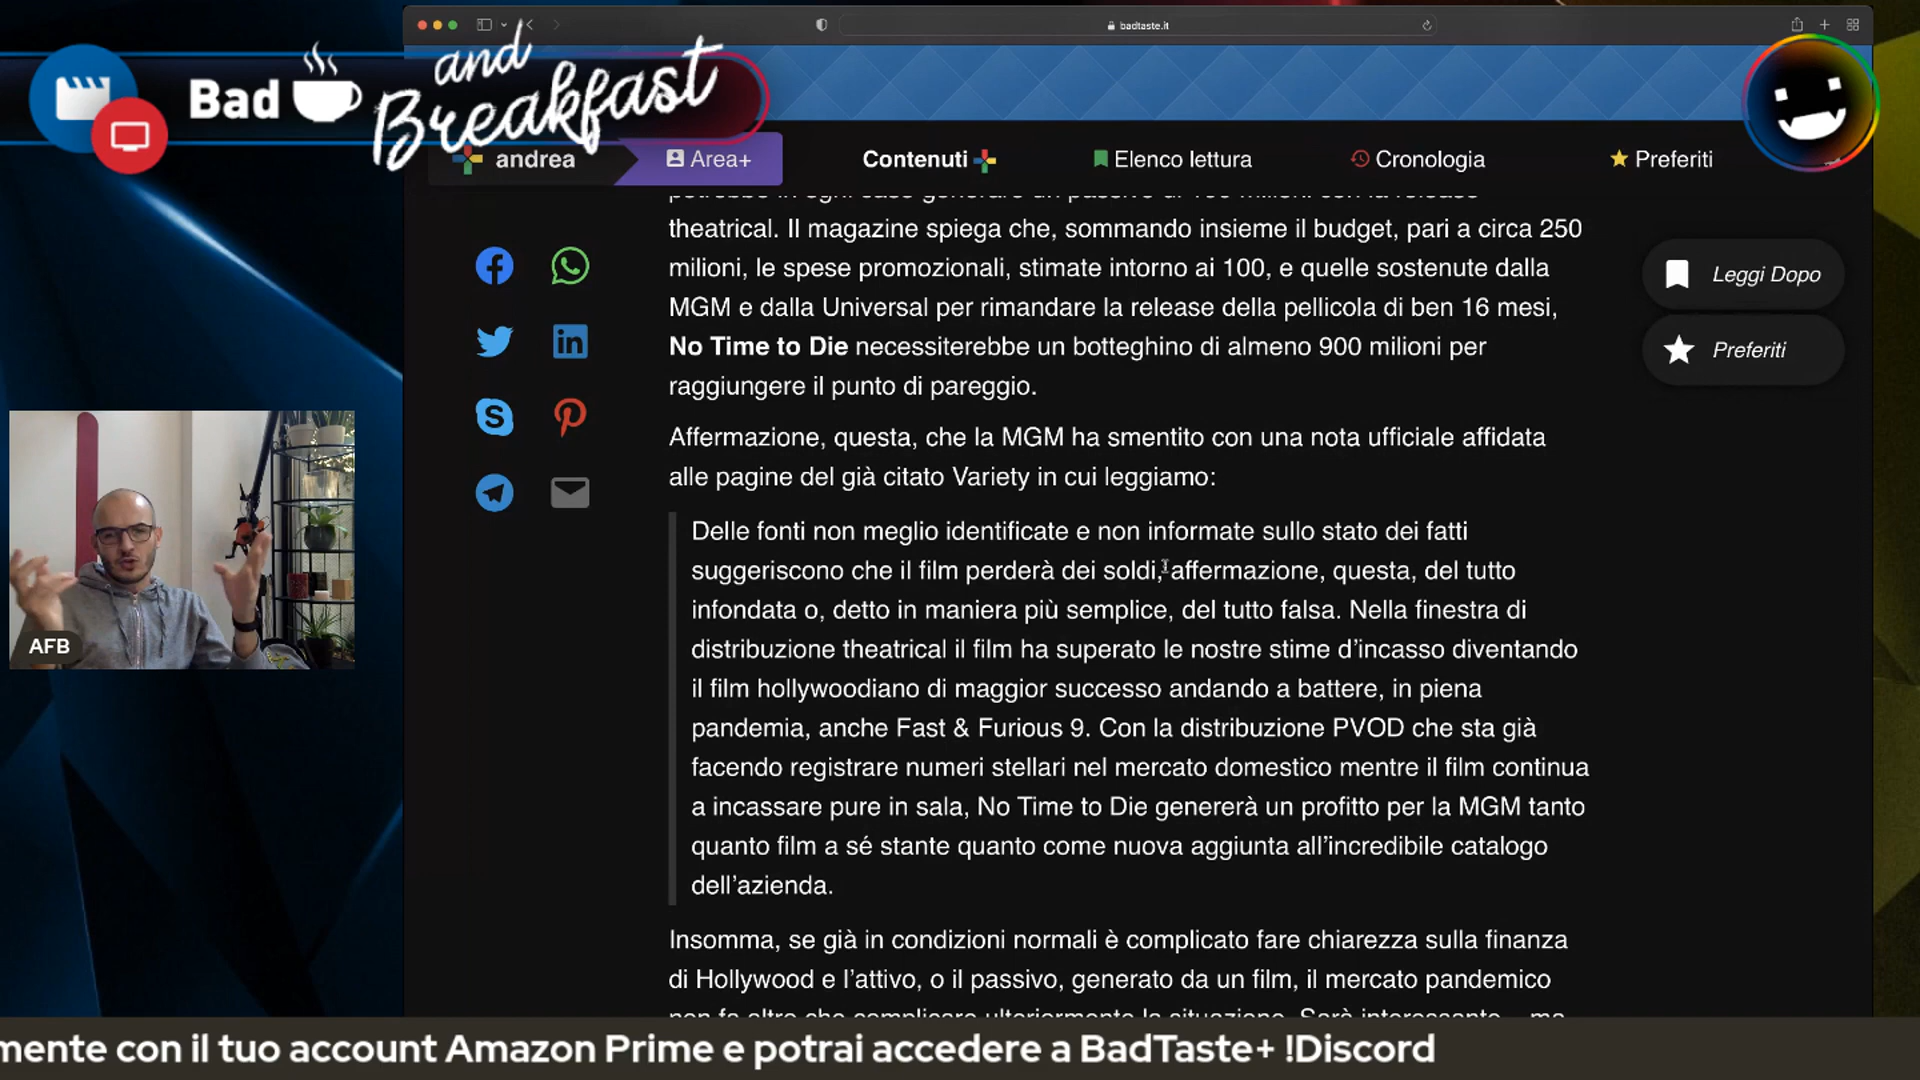 badtaste.it
Bad and Breakfast
andrea
Area+
Contenuti
Elenco lettura
Cronologia
Preferiti
theatrical. Il magazine spiega che, sommando insieme il budget, pari a circa 250
milioni, le spese promozionali, stimate intorno ai 100, e quelle sostenute dalla
MGM e dalla Universal per rimandare la release della pellicola di ben 16 mesi,
No Time to Die necessiterebbe un botteghino di almeno 900 milioni per
raggiungere il punto di pareggio.
Affermazione, questa, che la MGM ha smentito con una nota ufficiale affidata
alle pagine del già citato Variety in cui leggiamo:
Delle fonti non meglio identificate e non informate sullo stato dei fatti
suggeriscono che il film perderà dei soldi, affermazione, questa, del tutto
infondata o, detto in maniera più semplice, del tutto falsa. Nella finestra di
distribuzione theatrical il film ha superato le nostre stime d'incasso diventando
il film hollywoodiano di maggior successo andando a battere, in piena
pandemia, anche Fast & Furious 9. Con la distribuzione PVOD che sta già
facendo registrare numeri stellari nel mercato domestico mentre il film continua
a incassare pure in sala, No Time to Die genererà un profitto per la MGM tanto
quanto film a sé stante quanto come nuova aggiunta all'incredibile catalogo
dell'azienda.
Insomma, se già in condizioni normali è complicato fare chiarezza sulla finanza
di Hollywood e l'attivo, o il passivo, generato da un film, il mercato pandemico
Leggi Dopo
Preferiti
AFB
mente con il tuo account Amazon Prime e potrai accedere a BadTaste+ !Discord